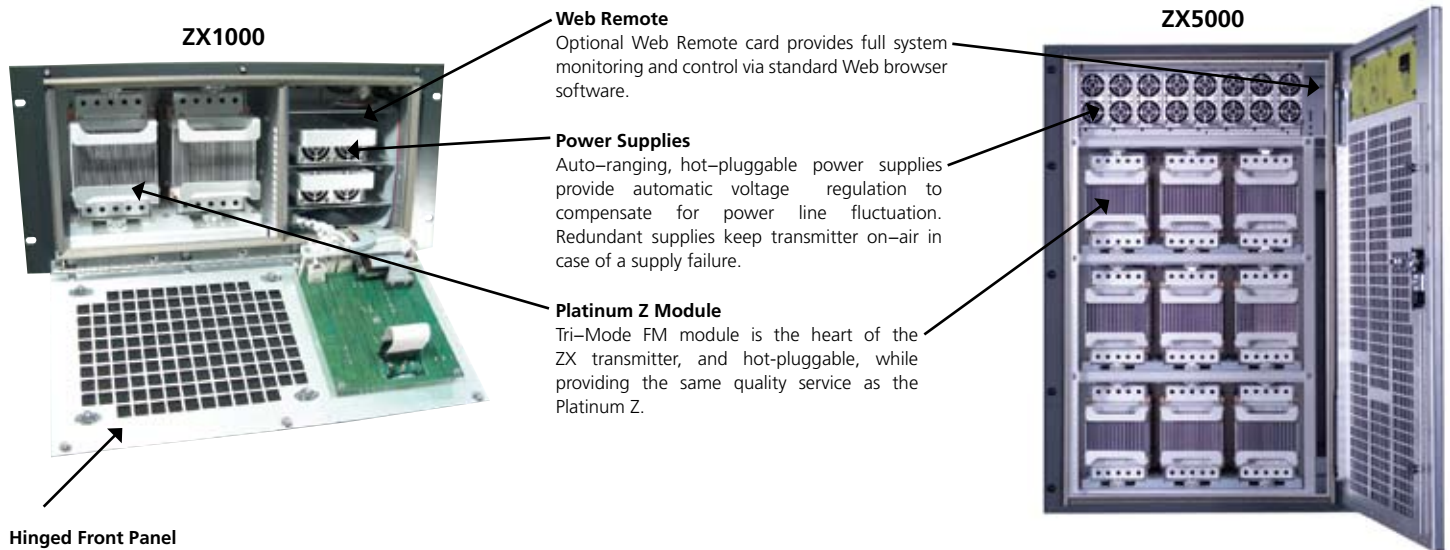 ZX1000
Web Remote
Optional Web Remote card provides full system
monitoring and control via standard Web browser
software.
Power Supplies
Auto–ranging, hot–pluggable power supplies
provide automatic voltage regulation to
compensate for power line fluctuation.
Redundant supplies keep transmitter on–air in
case of a supply failure.
Platinum Z Module
Tri–Mode FM module is the heart of the
ZX transmitter, and hot-pluggable, while
providing the same quality service as the
Platinum Z.
Hinged Front Panel
ZX5000